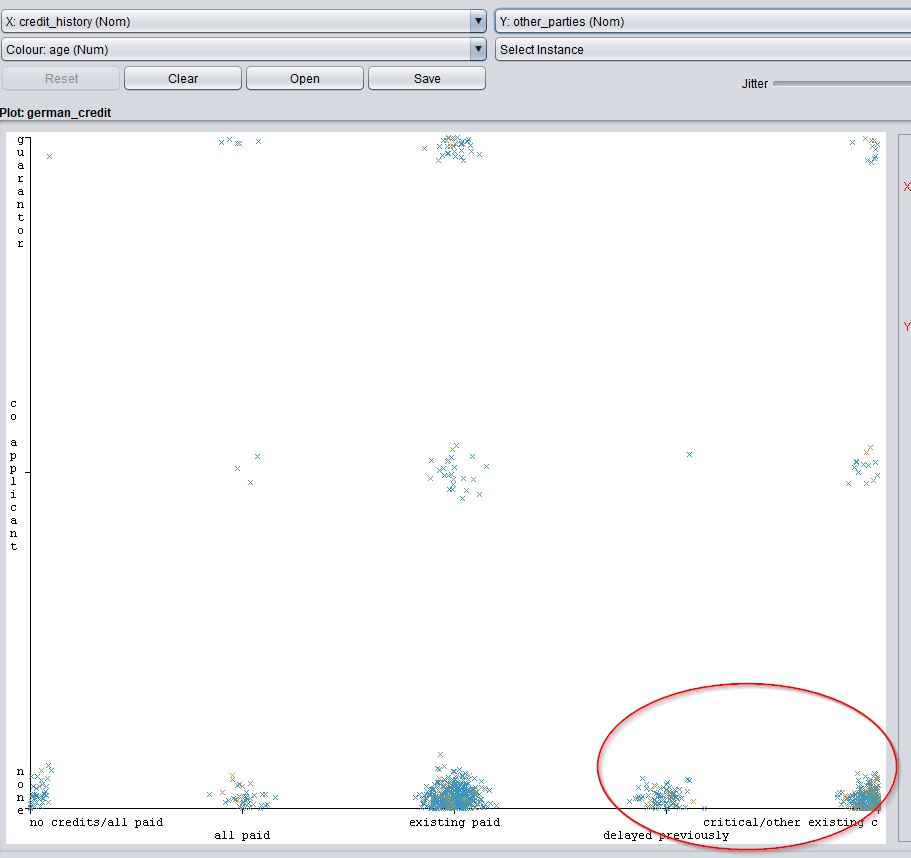 X: credit_history (Nom)
Y: other_parties (Nom)
Colour: age (Num)
Select Instance
Reset
Clear
Open
Save
Jitter
Plot: german_credit
guarantor
co applicant
none
no credits/all paid
all paid
existing paid
delayed previously
critical/other existing c
X
Y